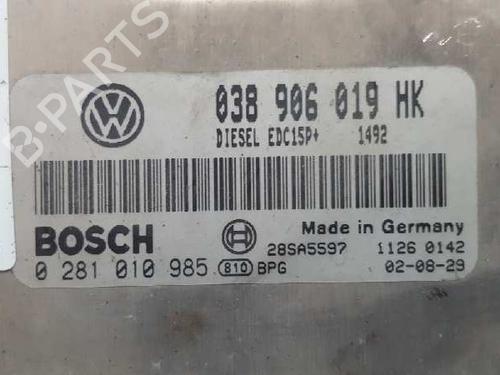 B-PARTS
VW
038 906 019 HK
DIESEL EDC15P+ 1492
BOSCH
Made in Germany
28SA5597 1126 0142
0 281 010 985 810 BPG 02-08-29